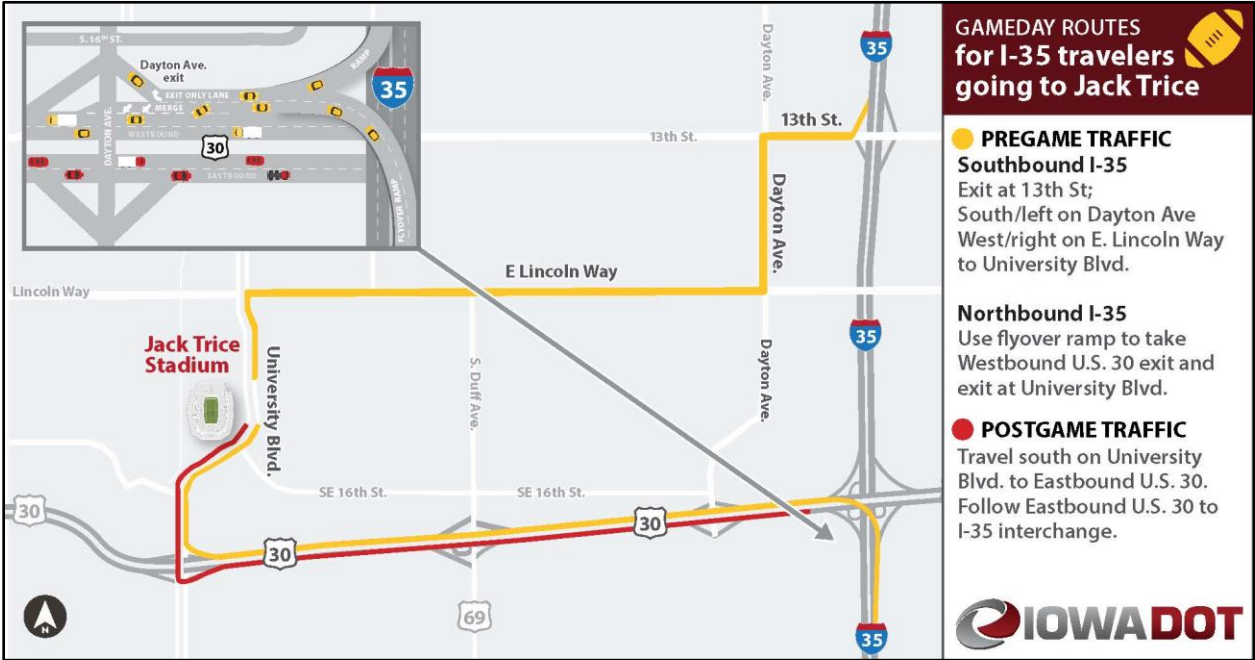 S. 16TH ST.
Dayton Ave.
exit
EXIT ONLY LANE
MERGE
DAYTON AVE.
WESTBOUND
30
EASTBOUND
RAMP
35
FLYOVER RAMP
Dayton Ave.
35
13th St.
13th St.
Dayton Ave.
E Lincoln Way
Lincoln Way
35
Jack Trice
Stadium
University Blvd.
S. Duff Ave.
Dayton Ave.
SE 16th St.
SE 16th St.
30
30
30
69
35
N
GAMEDAY ROUTES
for I-35 travelers
going to Jack Trice
PREGAME TRAFFIC
Southbound I-35
Exit at 13th St;
South/left on Dayton Ave
West/right on E. Lincoln Way
to University Blvd.
Northbound I-35
Use flyover ramp to take
Westbound U.S. 30 exit and
exit at University Blvd.
POSTGAME TRAFFIC
Travel south on University
Blvd. to Eastbound U.S. 30.
Follow Eastbound U.S. 30 to
I-35 interchange.
IOWADOT